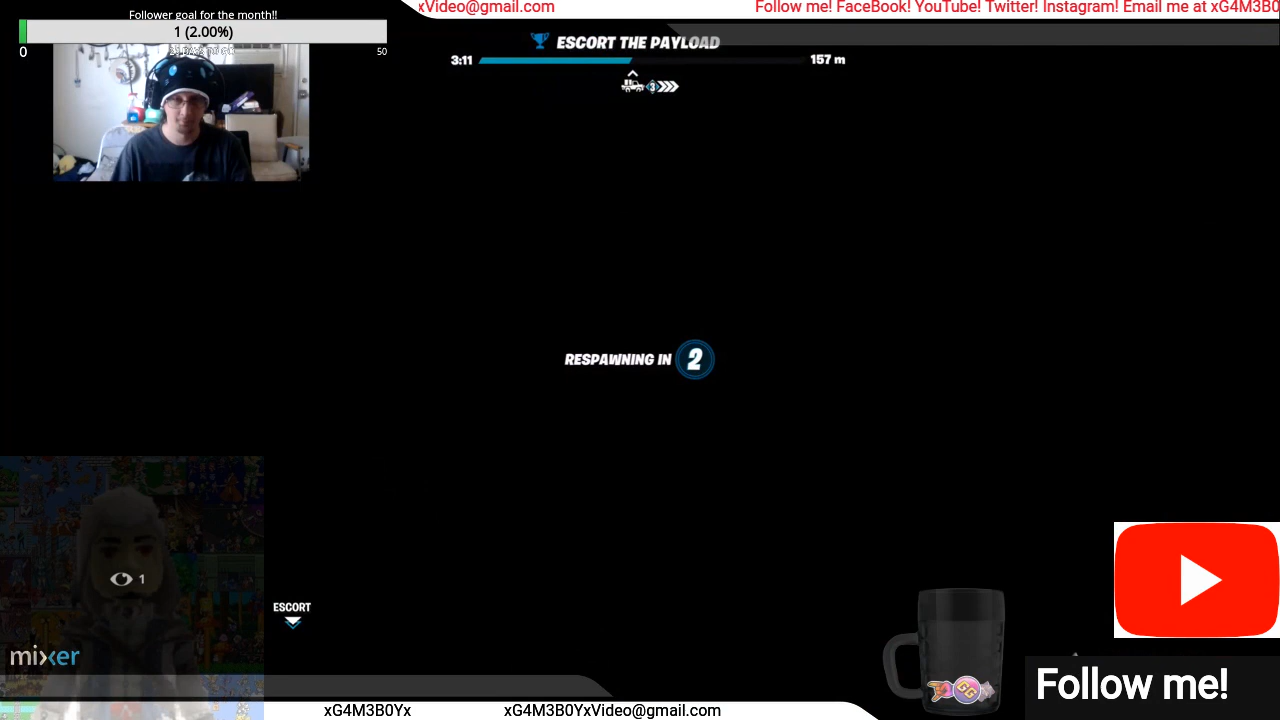 xVideo@gmail.com
Follow me! FaceBook! YouTube! Twitter! Instagram! Email me at xG4M3B0
Follower goal for the month!!
1 (2.00%)
0
50
ESCORT THE PAYLOAD
3:11
157 m
3
RESPAWNING IN 2
1
ESCORT
mixer
GG
Follow me!
xG4M3B0Yx
xG4M3B0YxVideo@gmail.com